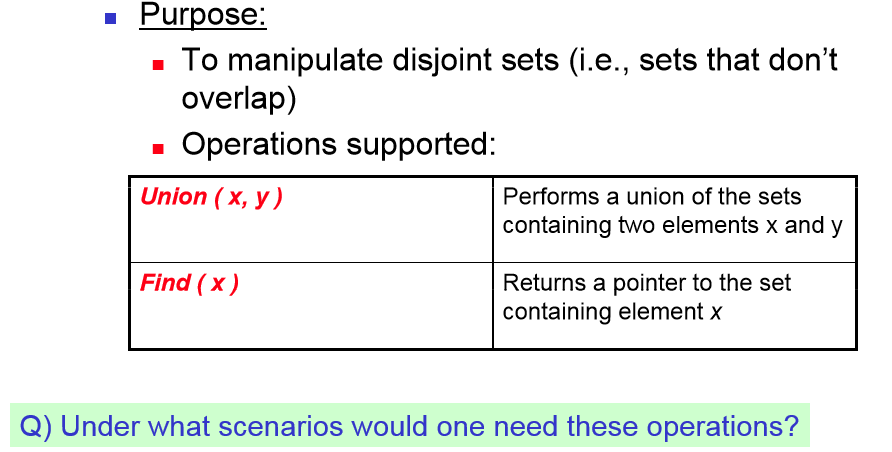 Purpose:
To manipulate disjoint sets (i.e., sets that don’t
overlap)
Operations supported:
Union ( x, y )
Performs a union of the sets
containing two elements x and y
Find ( x )
Returns a pointer to the set
containing element x
Q) Under what scenarios would one need these operations?